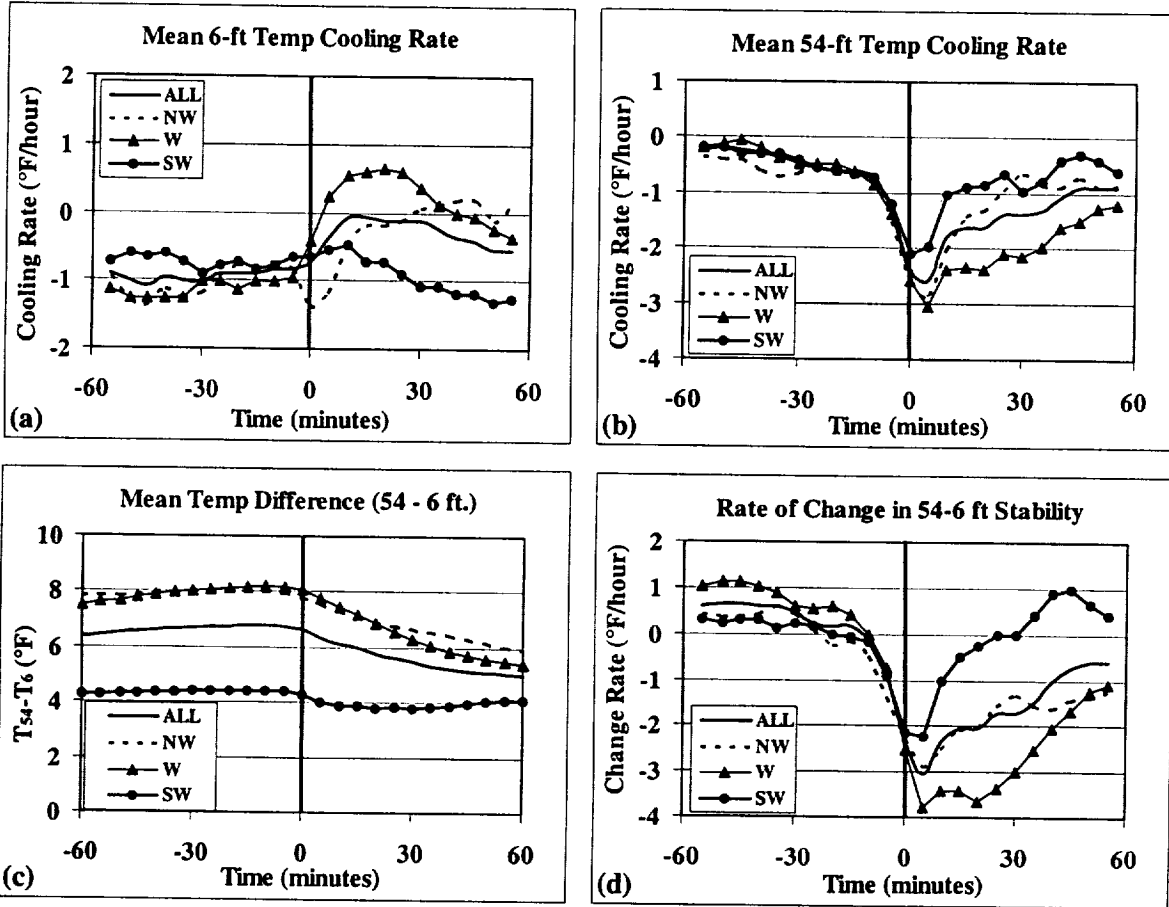 Mean 6-ft Temp Cooling Rate
Cooling Rate (°F/hour)
2
1
0
-1
-2
ALL
NW
W
SW
-60
-30
0
30
60
Time (minutes)
(a)
Mean 54-ft Temp Cooling Rate
Cooling Rate (°F/hour)
1
0
-1
-2
-3
-4
ALL
NW
W
SW
-60
-30
0
30
60
Time (minutes)
(b)
Mean Temp Difference (54 - 6 ft.)
T54-T6 (°F)
10
8
6
4
2
0
ALL
NW
W
SW
-60
-30
0
30
60
Time (minutes)
(c)
Rate of Change in 54-6 ft Stability
Change Rate (°F/hour)
2
1
0
-1
-2
-3
-4
ALL
NW
W
SW
-60
-30
0
30
60
Time (minutes)
(d)